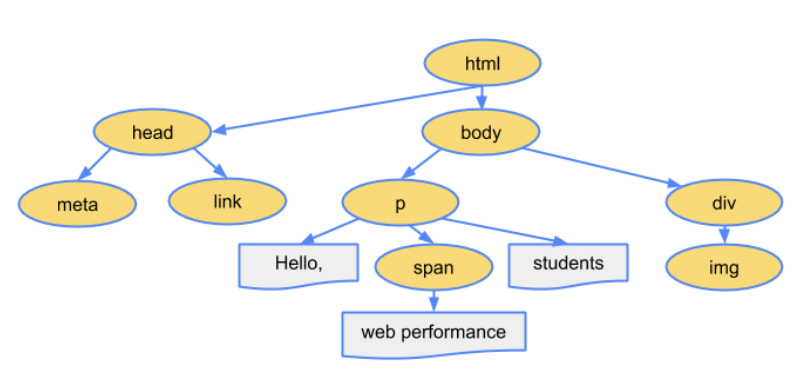 html
head
body
meta
link
p
div
Hello,
span
students
img
web performance